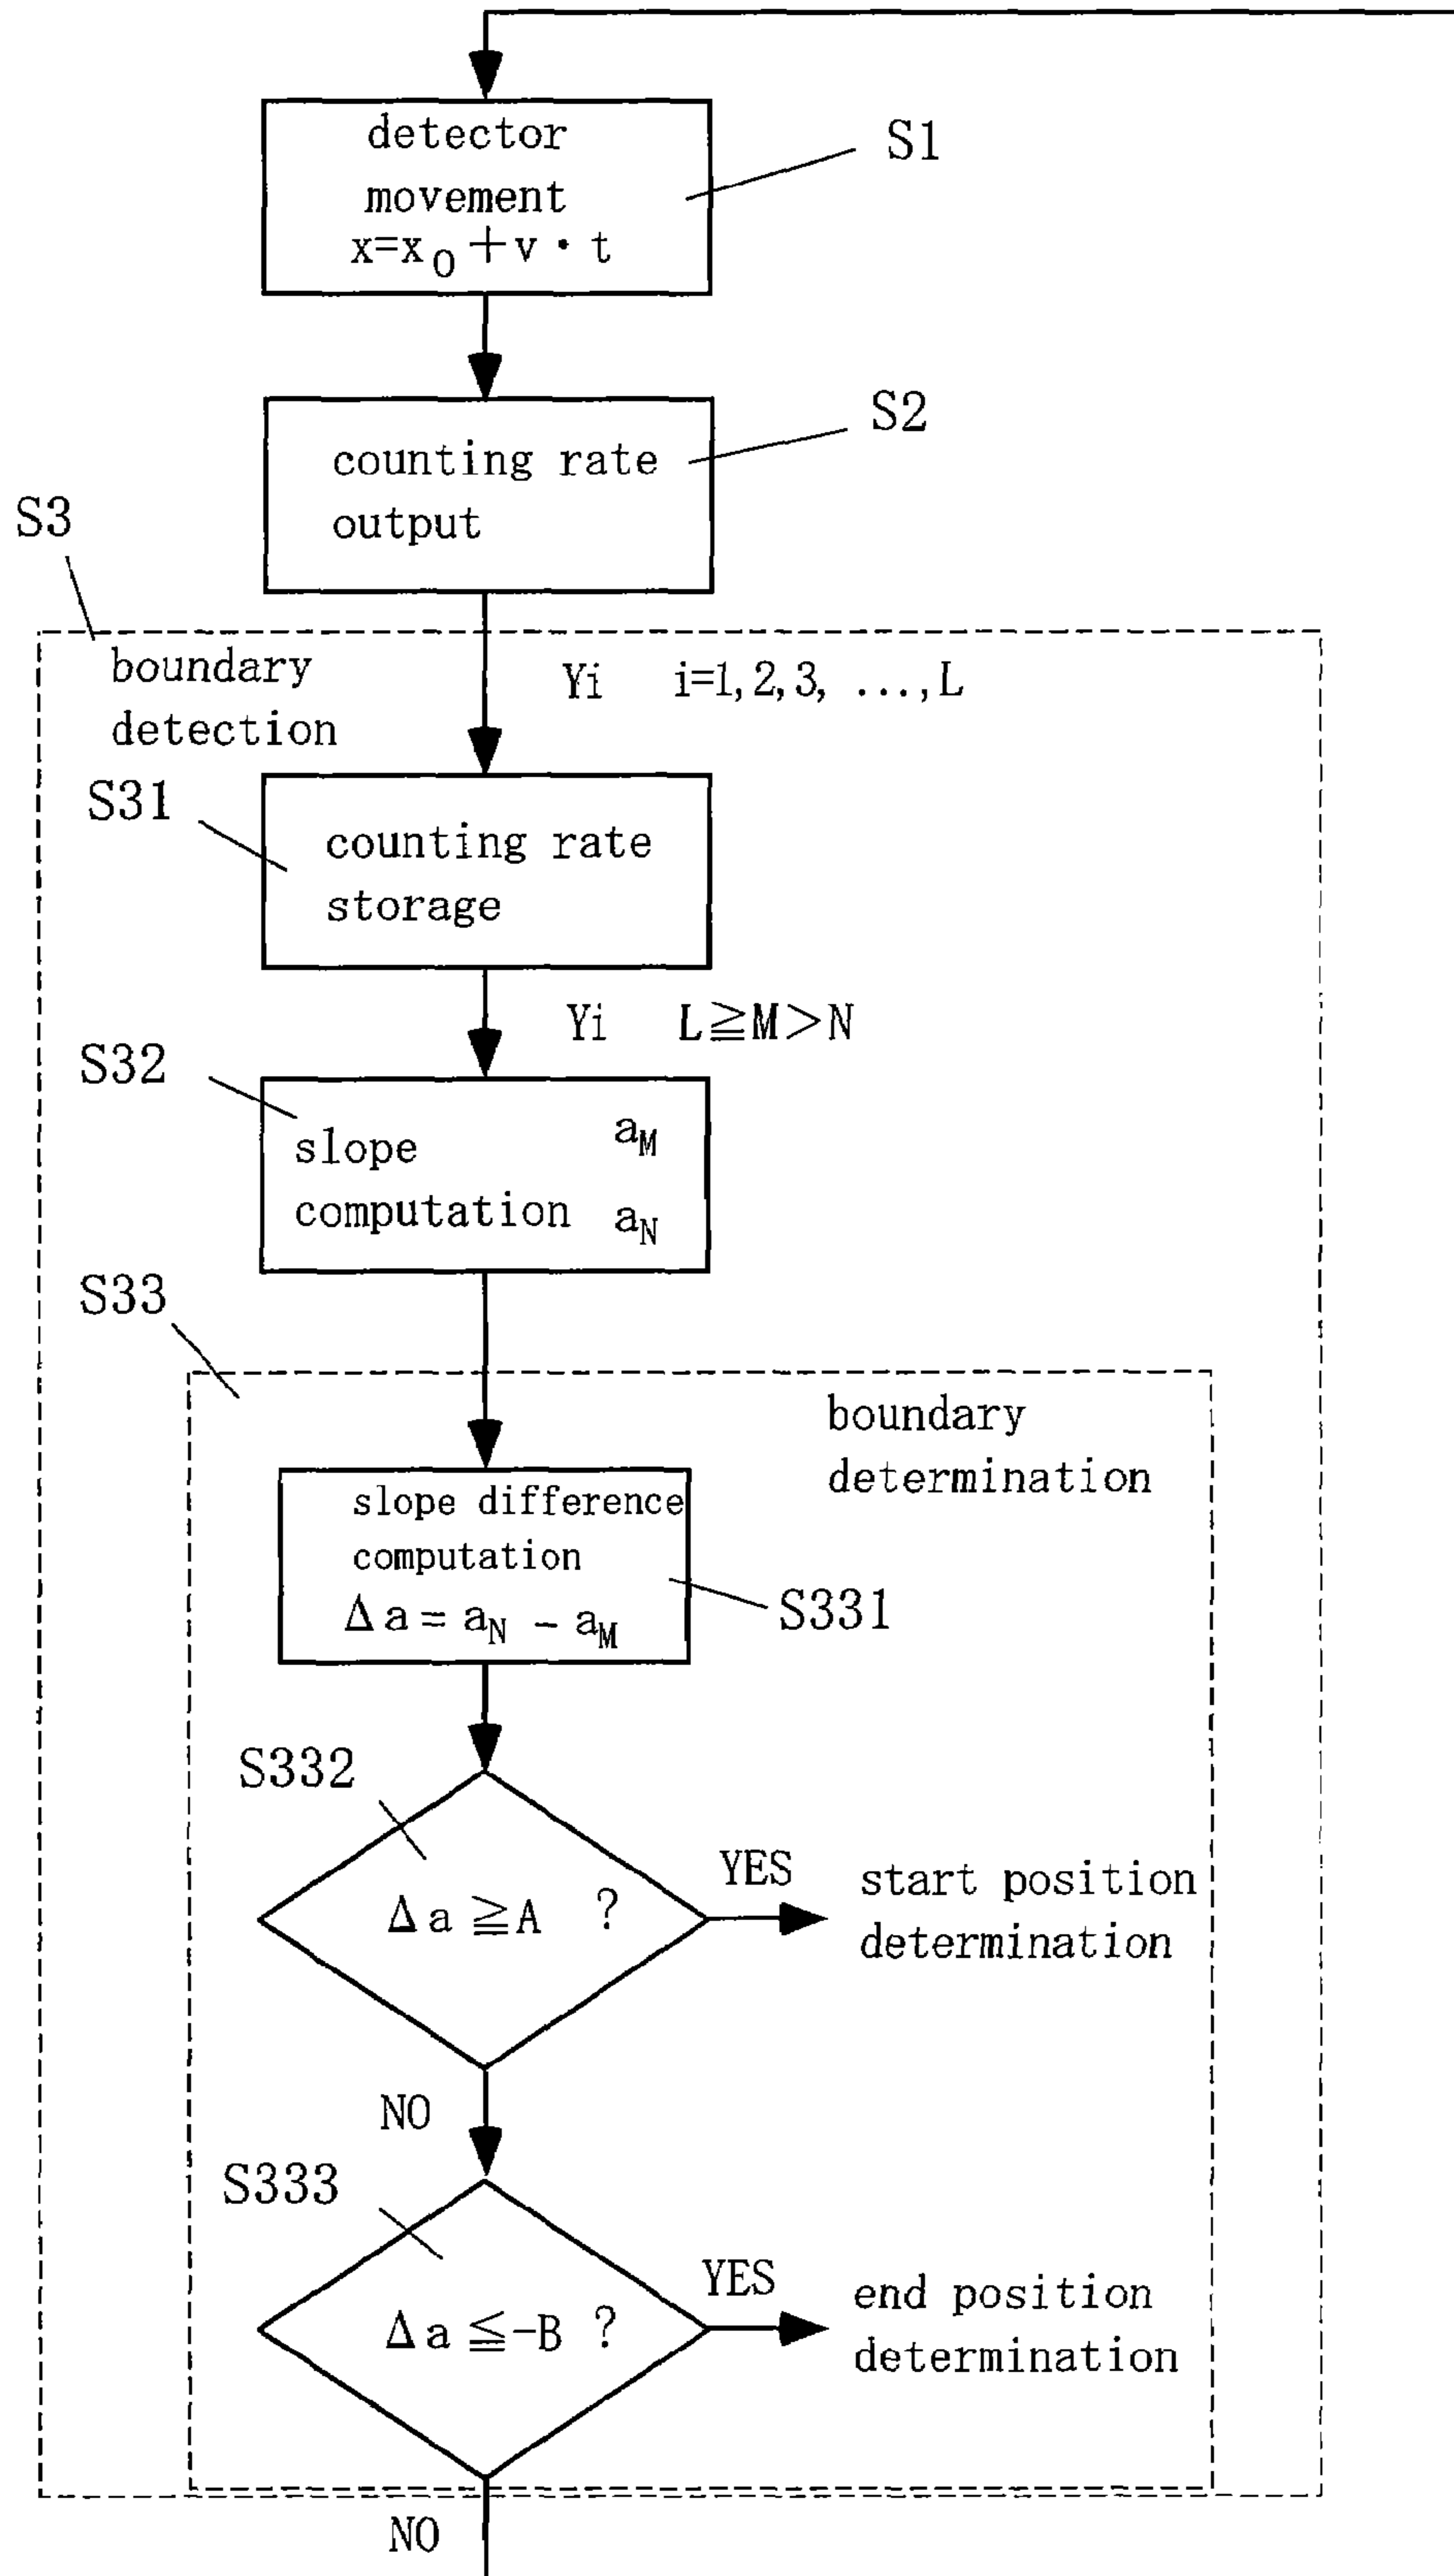 detector
movement
x=x₀+v・t
S1
counting rate
output
S2
S3
boundary
detection
Yi i=1,2,3, ...,L
S31
counting rate
storage
Yi L≧M>N
S32
slope aM
computation aN
S33
boundary
determination
slope difference
computation
Δa = aN - aM
S331
S332
Δa ≧A ?
YES
start position
determination
NO
S333
Δa ≦-B ?
YES
end position
determination
NO